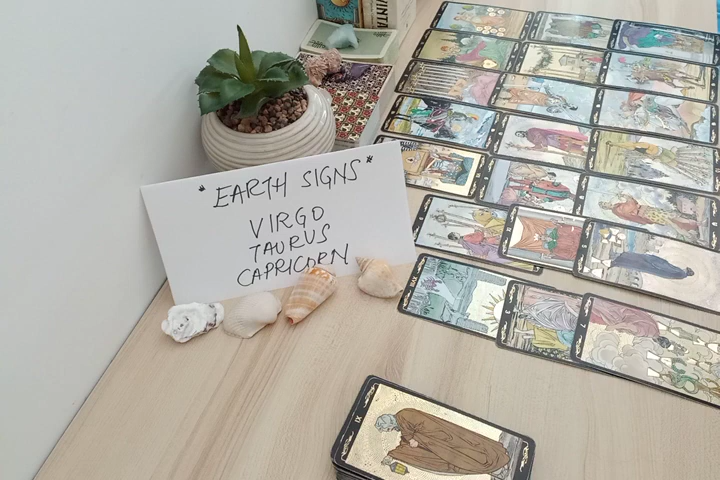 " EARTH SIGNS "
VIRGO
TAURUS
CAPRICORN
IX